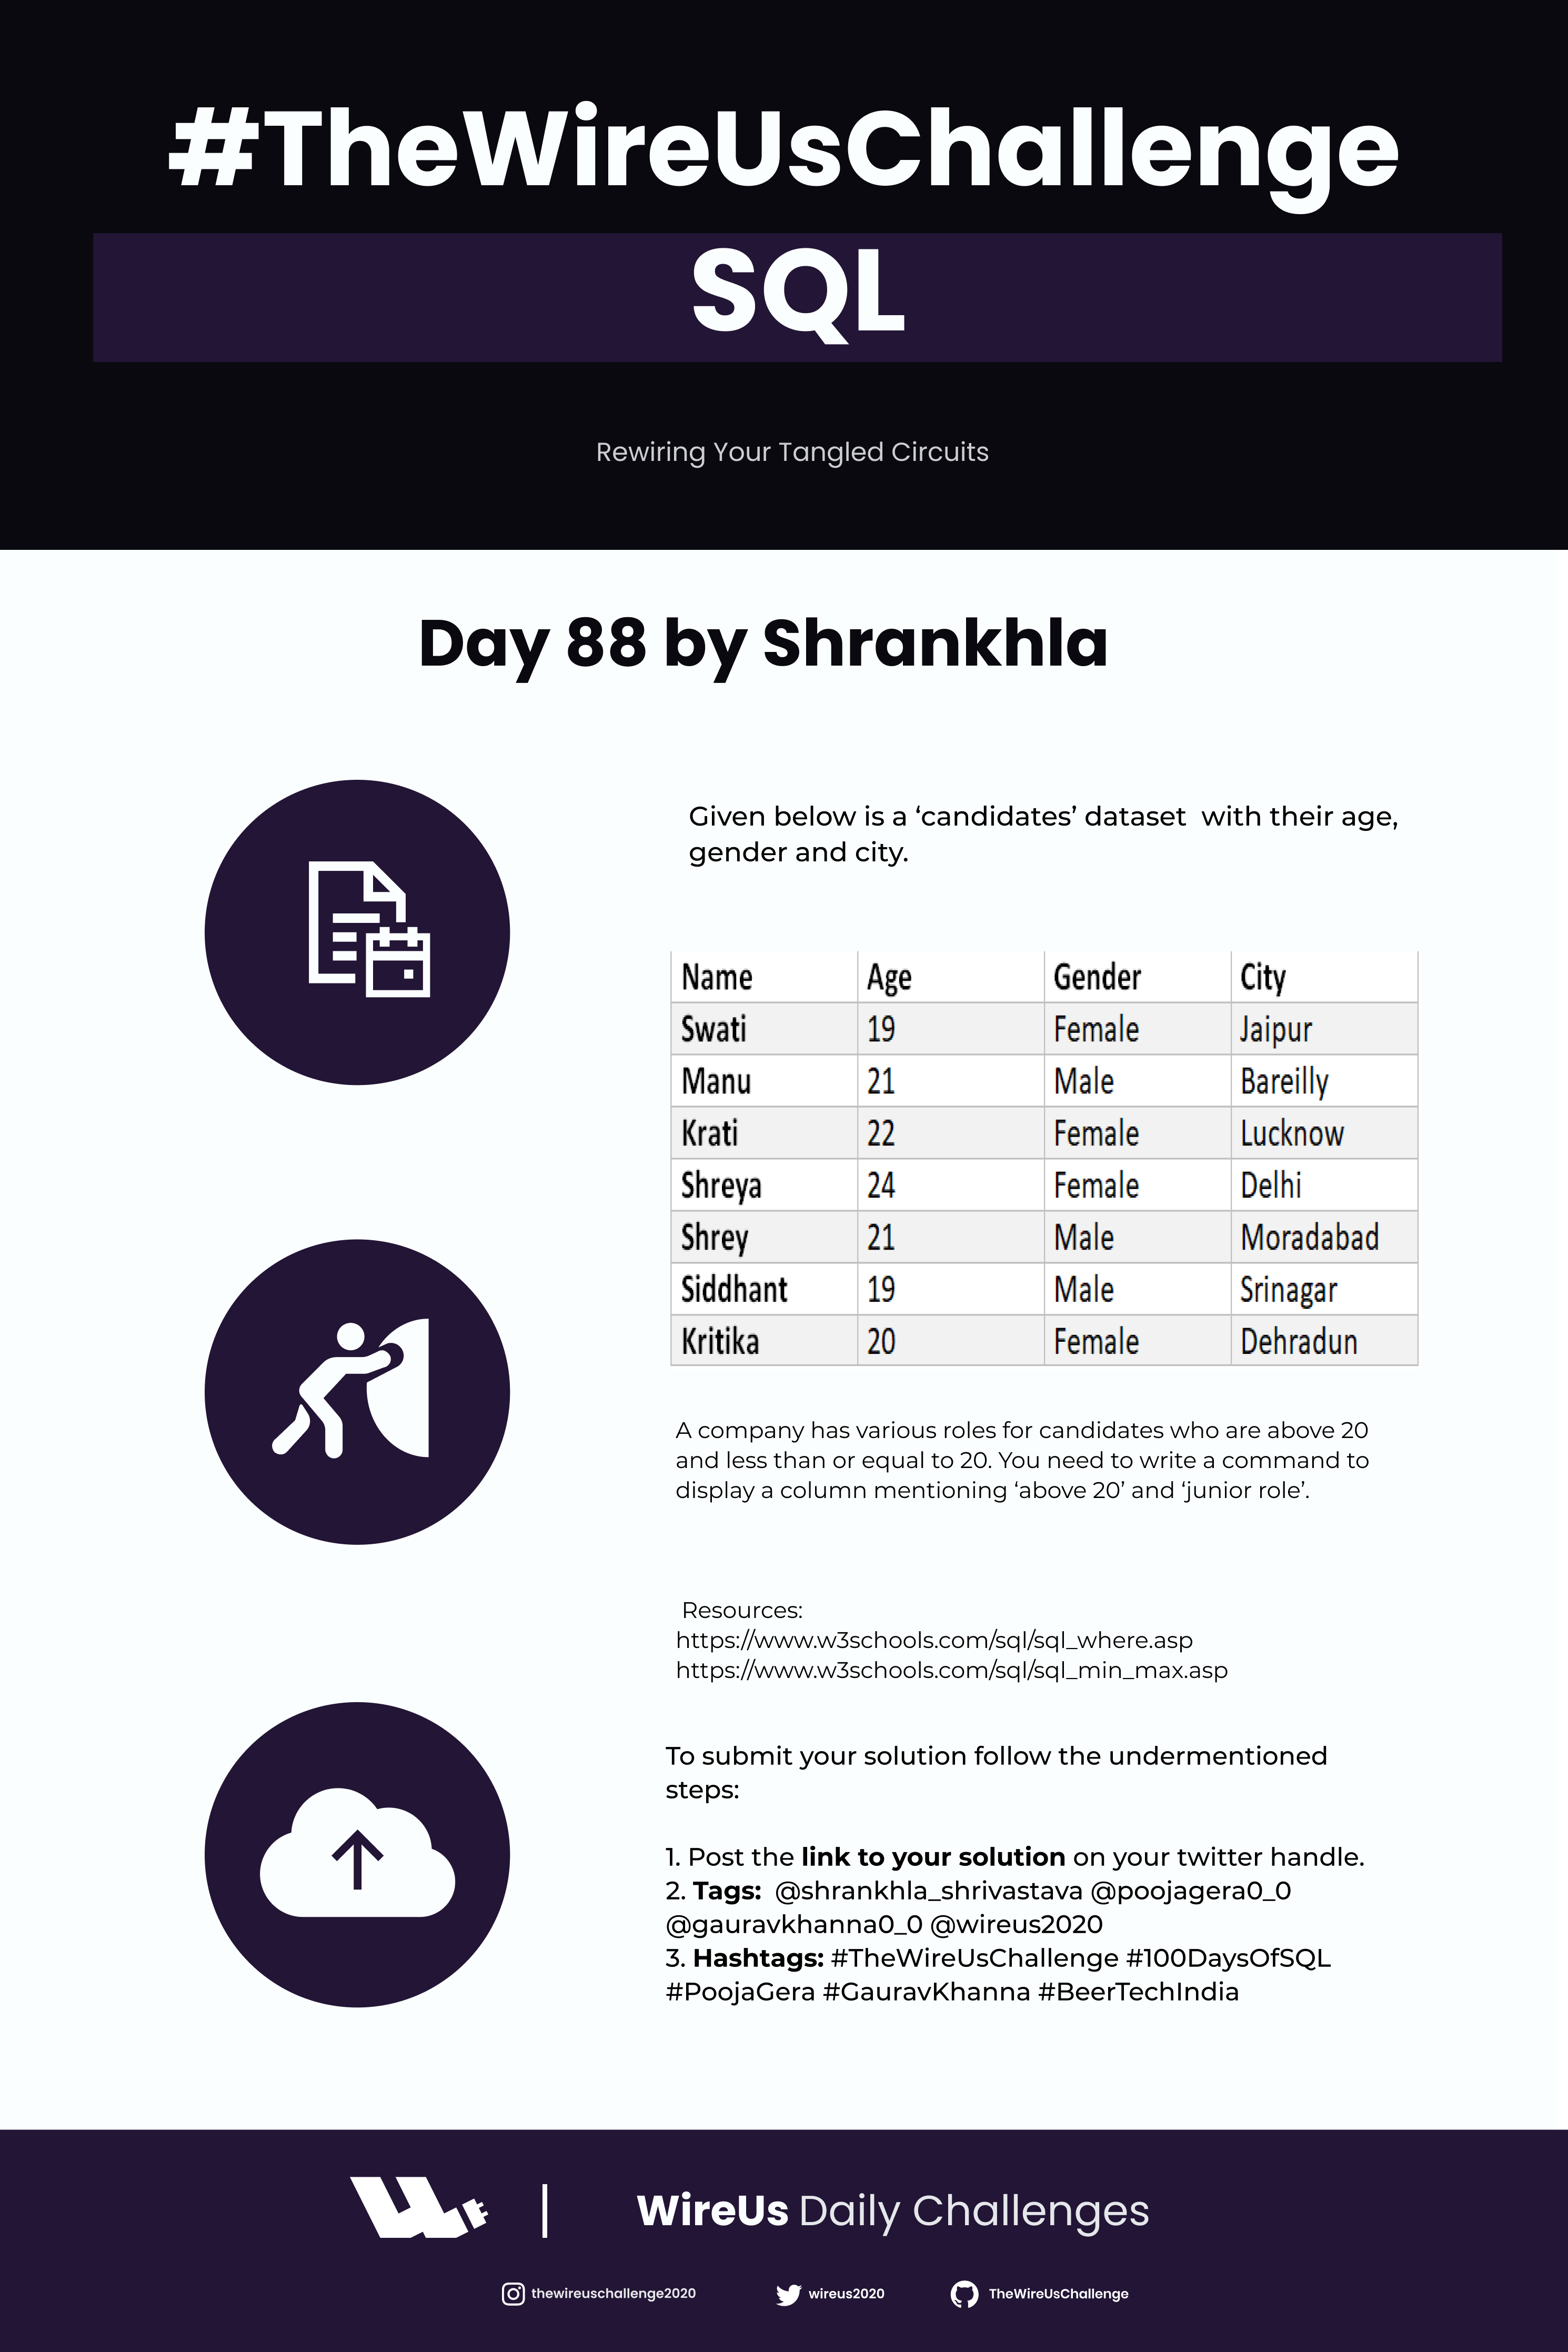 #TheWireUsChallenge
SQL
Rewiring Your Tangled Circuits
Day 88 by Shrankhla
Given below is a ‘candidates’ dataset  with their age,
gender and city.
Name Age Gender City
Swati 19 Female Jaipur
Manu 21 Male Bareilly
Krati 22 Female Lucknow
Shreya 24 Female Delhi
Shrey 21 Male Moradabad
Siddhant 19 Male Srinagar
Kritika 20 Female Dehradun
A company has various roles for candidates who are above 20
and less than or equal to 20. You need to write a command to
display a column mentioning ‘above 20’ and ‘junior role’.
Resources:
https://www.w3schools.com/sql/sql_where.asp
https://www.w3schools.com/sql/sql_min_max.asp
To submit your solution follow the undermentioned
steps:
1. Post the link to your solution on your twitter handle.
2. Tags:  @shrankhla_shrivastava @poojagera0_0
@gauravkhanna0_0 @wireus2020
3. Hashtags: #TheWireUsChallenge #100DaysOfSQL
#PoojaGera #GauravKhanna #BeerTechIndia
WireUs Daily Challenges
thewireuschallenge2020 wireus2020 TheWireUsChallenge